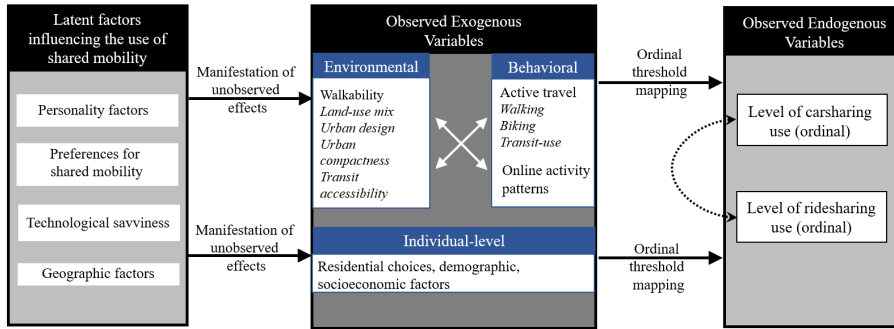 Latent factors
influencing the use of
shared mobility
Personality factors
Preferences for
shared mobility
Technological savviness
Geographic factors
Manifestation of
unobserved
effects
Manifestation of
unobserved
effects
Observed Exogenous
Variables
Environmental
Walkability
Land-use mix
Urban design
Urban
compactness
Transit
accessibility
Behavioral
Active travel
Walking
Biking
Transit-use
Online activity
patterns
Individual-level
Residential choices, demographic,
socioeconomic factors
Ordinal
threshold
mapping
Ordinal
threshold
mapping
Observed Endogenous
Variables
Level of carsharing
use (ordinal)
Level of ridesharing
use (ordinal)